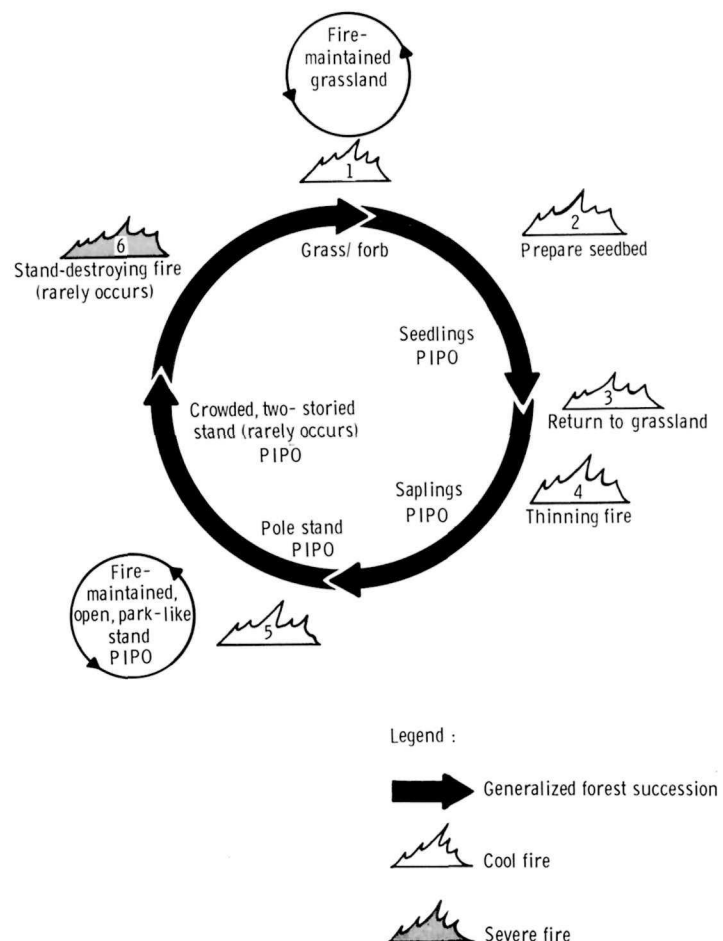 Fire-
maintained
grassland
1
2
Prepare seedbed
6
Stand-destroying fire
(rarely occurs)
Grass/ forb
Seedlings
PIPO
3
Return to grassland
Crowded, two- storied
stand (rarely occurs)
PIPO
4
Thinning fire
Saplings
PIPO
Pole stand
PIPO
Fire-
maintained,
open, park-like
stand
PIPO
5
Legend :
Generalized forest succession
Cool fire
Severe fire